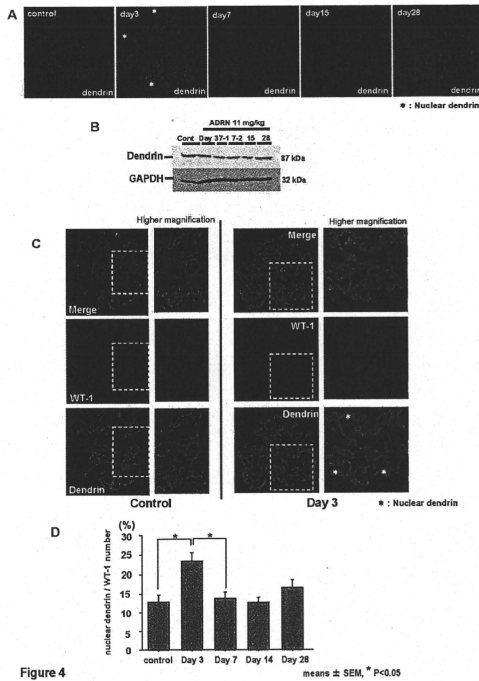 A
control
day3
day7
day15
day28
*
*
*
dendrin
dendrin
dendrin
dendrin
dendrin
* : Nuclear dendrin
B
ADRN 11 mg/kg
Cont Day 37-1 7-2 15 28
Dendrin
87 kDa
GAPDH
32 kDa
C
Higher magnification
Higher magnification
Merge
Merge
WT-1
WT-1
Dendrin
Dendrin
*
*
*
Control
Day 3
* : Nuclear dendrin
D
(%)
nuclear dendrin / WT-1 number
30
25
20
15
10
5
0
*
*
control Day 3 Day 7 Day 14 Day 28
Figure 4
means ± SEM, * P<0.05